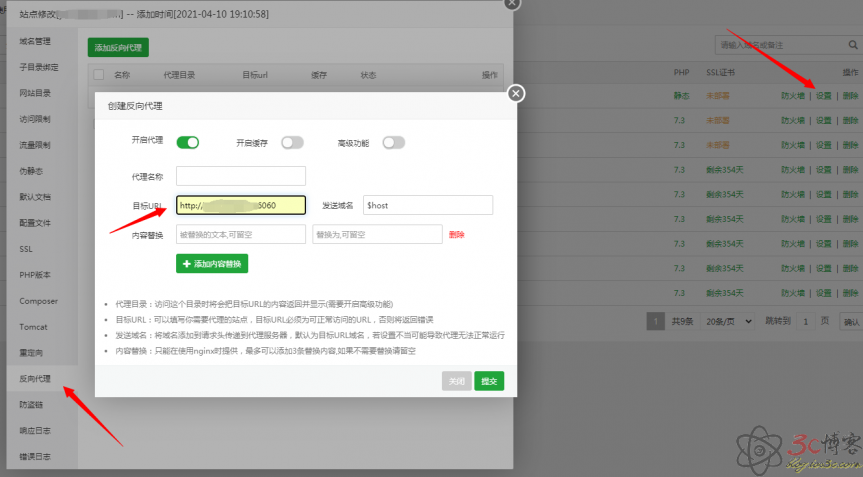 站点修改[ ] -- 添加时间[2021-04-10 19:10:58]
域名管理
子目录绑定
网站目录
访问限制
流量限制
伪静态
默认文档
配置文件
SSL
PHP版本
Composer
Tomcat
重定向
反向代理
防盗链
响应日志
错误日志
添加反向代理
名称 代理目录 目标url 缓存 状态 操作
创建反向代理
开启代理 开启缓存 高级功能
代理名称
目标URL http:// 6060 发送域名 $host
内容替换 被替换的文本,可留空 替换为,可留空 删除
添加内容替换
代理目录：访问这个目录时将会把目标URL的内容返回并显示(需要开启高级功能)
目标URL：可以填写你需要代理的站点，目标URL必须为可正常访问的URL，否则将返回错误
发送域名：将域名添加到请求头传递到代理服务器，默认为目标URL域名，若设置不当可能导致代理无法正常运行
内容替换：只能在使用nginx时提供，最多可以添加3条替换内容,如果不需要替换请留空
关闭 提交
请输入域名或备注
PHP SSL证书 操作
静态 未部署 防火墙 | 设置 | 删除
7.3 未部署 防火墙 | 设置 | 删除
7.3 未部署 防火墙 | 设置 | 删除
7.3 剩余354天 防火墙 | 设置 | 删除
7.3 剩余354天 防火墙 | 设置 | 删除
7.3 剩余354天 防火墙 | 设置 | 删除
7.3 剩余354天 防火墙 | 设置 | 删除
7.3 剩余354天 防火墙 | 设置 | 删除
7.3 剩余354天 防火墙 | 设置 | 删除
1 共9条 20条/页 跳转到 1 页 确认
3c博客